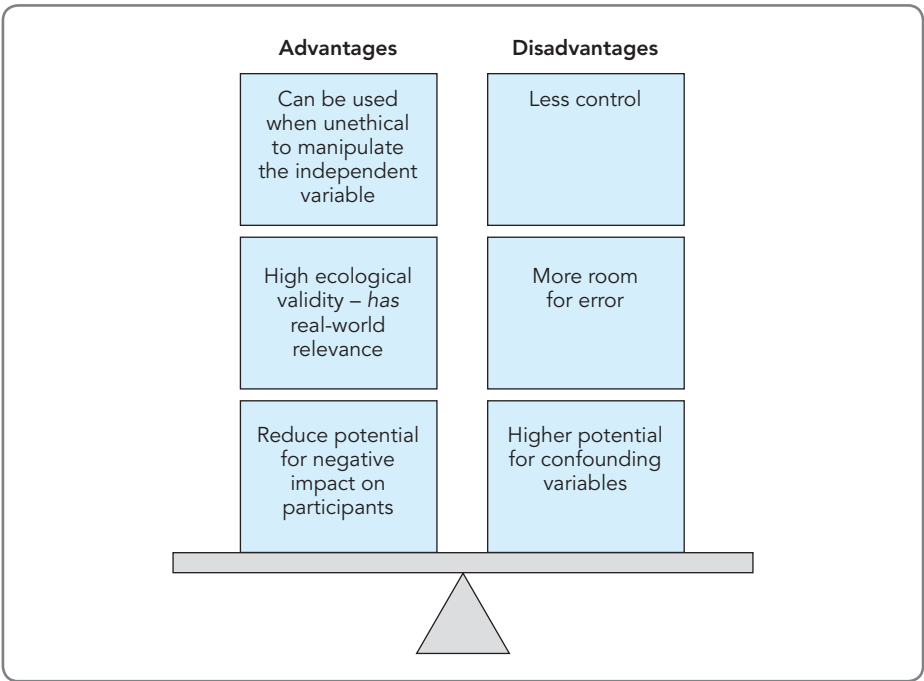 Advantages
Can be used
when unethical
to manipulate
the independent
variable
High ecological
validity – has
real-world
relevance
Reduce potential
for negative
impact on
participants
Disadvantages
Less control
More room
for error
Higher potential
for confounding
variables